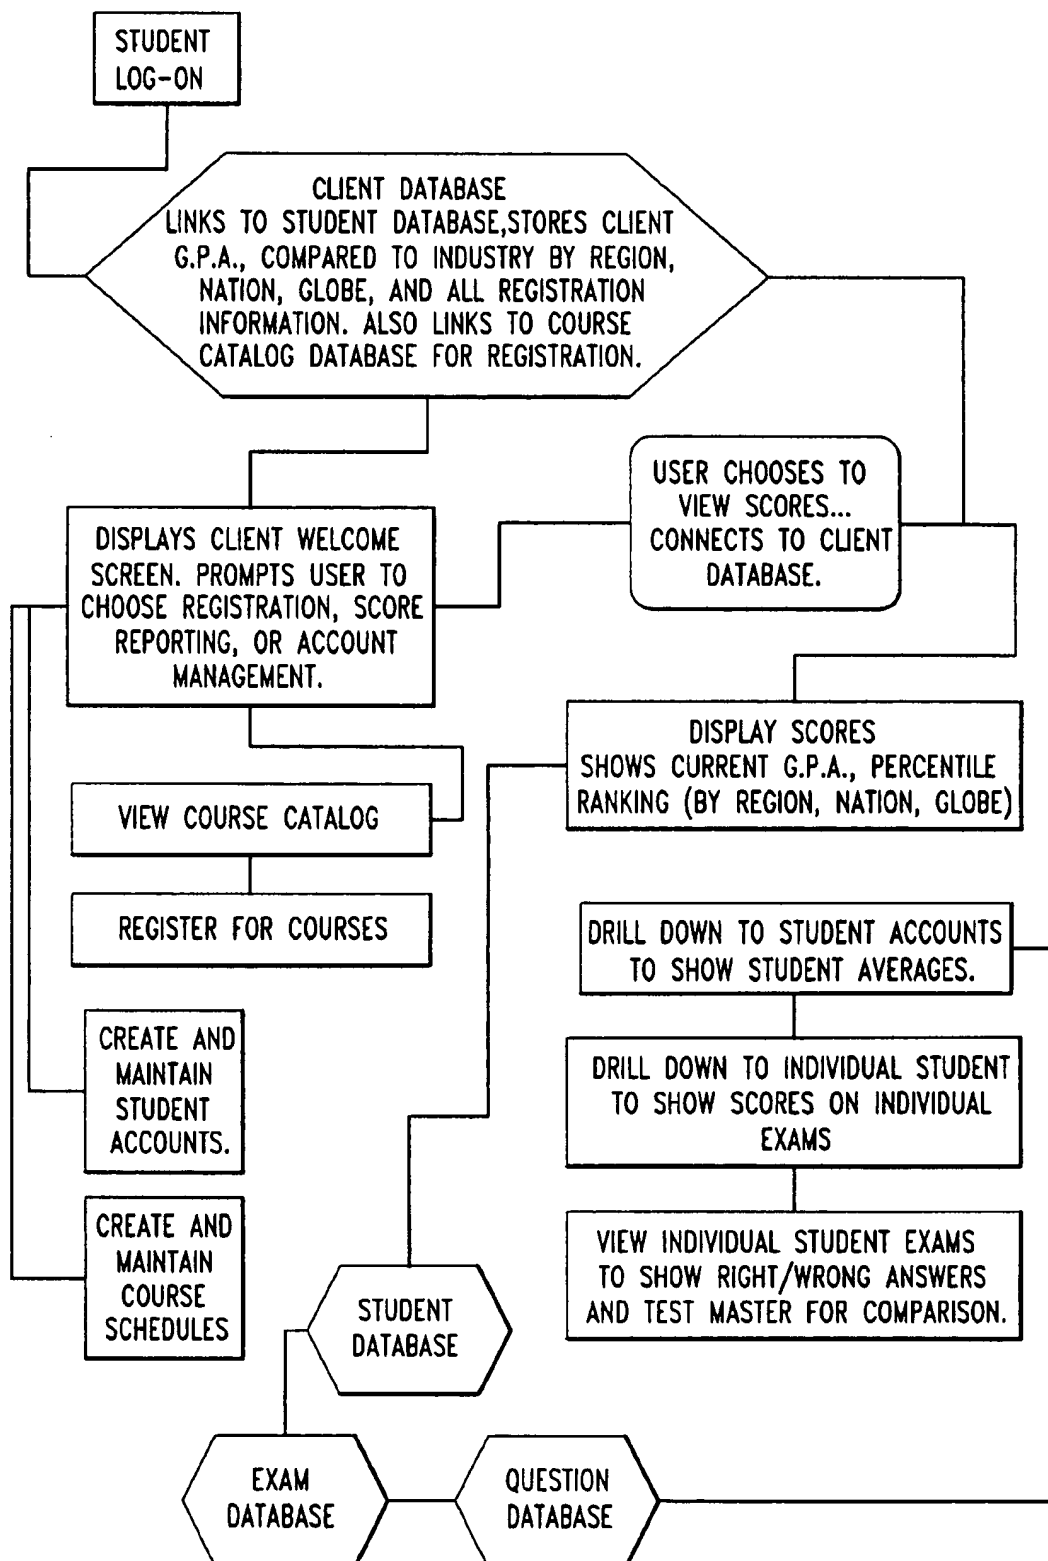 STUDENT
LOG-ON
CLIENT DATABASE
LINKS TO STUDENT DATABASE,STORES CLIENT
G.P.A., COMPARED TO INDUSTRY BY REGION,
NATION, GLOBE, AND ALL REGISTRATION
INFORMATION. ALSO LINKS TO COURSE
CATALOG DATABASE FOR REGISTRATION.
USER CHOOSES TO
VIEW SCORES...
CONNECTS TO CLIENT
DATABASE.
DISPLAYS CLIENT WELCOME
SCREEN. PROMPTS USER TO
CHOOSE REGISTRATION, SCORE
REPORTING, OR ACCOUNT
MANAGEMENT.
DISPLAY SCORES
SHOWS CURRENT G.P.A., PERCENTILE
RANKING (BY REGION, NATION, GLOBE)
VIEW COURSE CATALOG
REGISTER FOR COURSES
DRILL DOWN TO STUDENT ACCOUNTS
TO SHOW STUDENT AVERAGES.
CREATE AND
MAINTAIN
STUDENT
ACCOUNTS.
DRILL DOWN TO INDIVIDUAL STUDENT
TO SHOW SCORES ON INDIVIDUAL
EXAMS
CREATE AND
MAINTAIN
COURSE
SCHEDULES
VIEW INDIVIDUAL STUDENT EXAMS
TO SHOW RIGHT/WRONG ANSWERS
AND TEST MASTER FOR COMPARISON.
STUDENT
DATABASE
EXAM
DATABASE
QUESTION
DATABASE